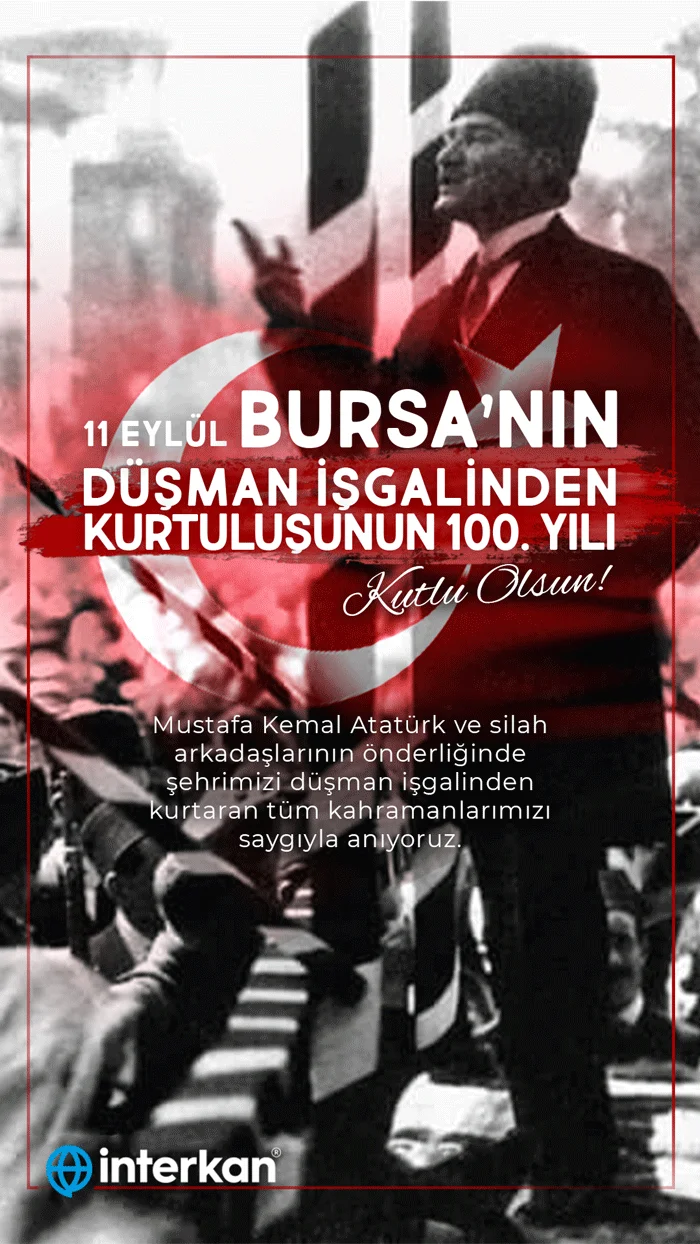 11 EYLÜL BURSA'NIN
DÜŞMAN İŞGALİNDEN
KURTULUŞUNUN 100. YILI
Kutlu Olsun!
Mustafa Kemal Atatürk ve silah
arkadaşlarının önderliğinde
şehrimizi düşman işgalinden
kurtaran tüm kahramanlarımızı
saygıyla anıyoruz.
interkan®